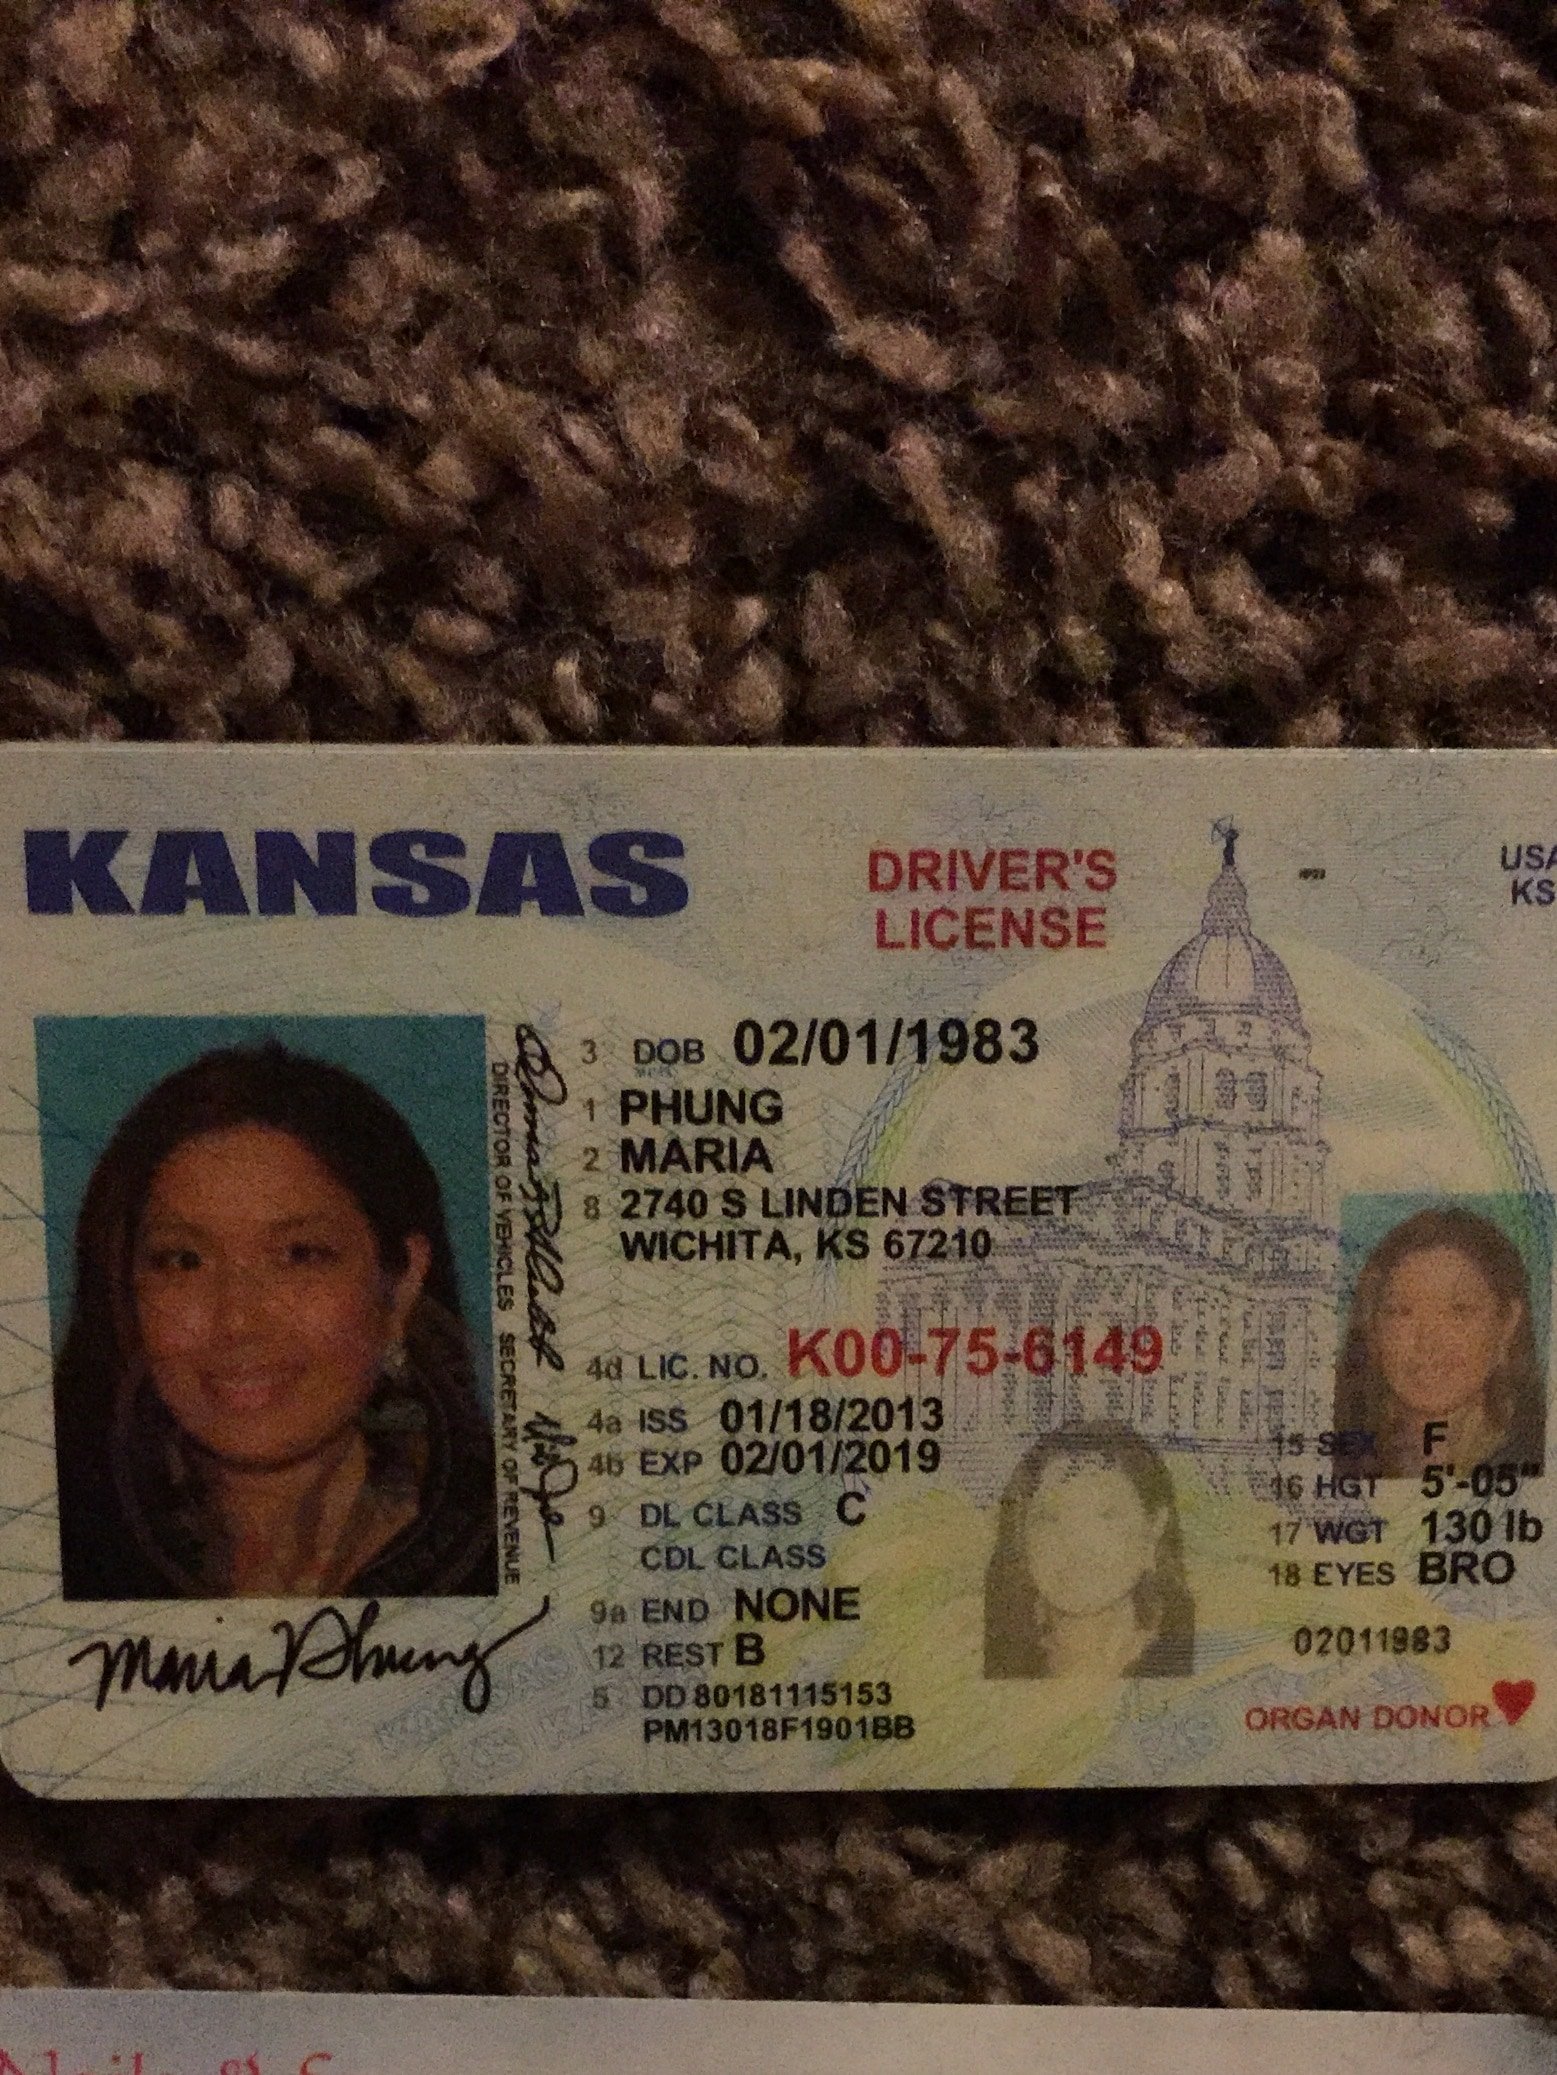 KANSAS
DRIVER'S
LICENSE
USA
KS
3 DOB 02/01/1983
1 PHUNG
2 MARIA
8 2740 S LINDEN STREET
WICHITA, KS 67210
4d LIC. NO. K00-75-6149
4a ISS 01/18/2013
4b EXP 02/01/2019
9 DL CLASS C
CDL CLASS
9a END NONE
12 REST B
5 DD 80181115153
PM13018F1901BB
15 SEX F
16 HGT 5'-05"
17 WGT 130 lb
18 EYES BRO
02011983
ORGAN DONOR
DIRECTOR OF VEHICLES SECRETARY OF REVENUE
Maria Phung